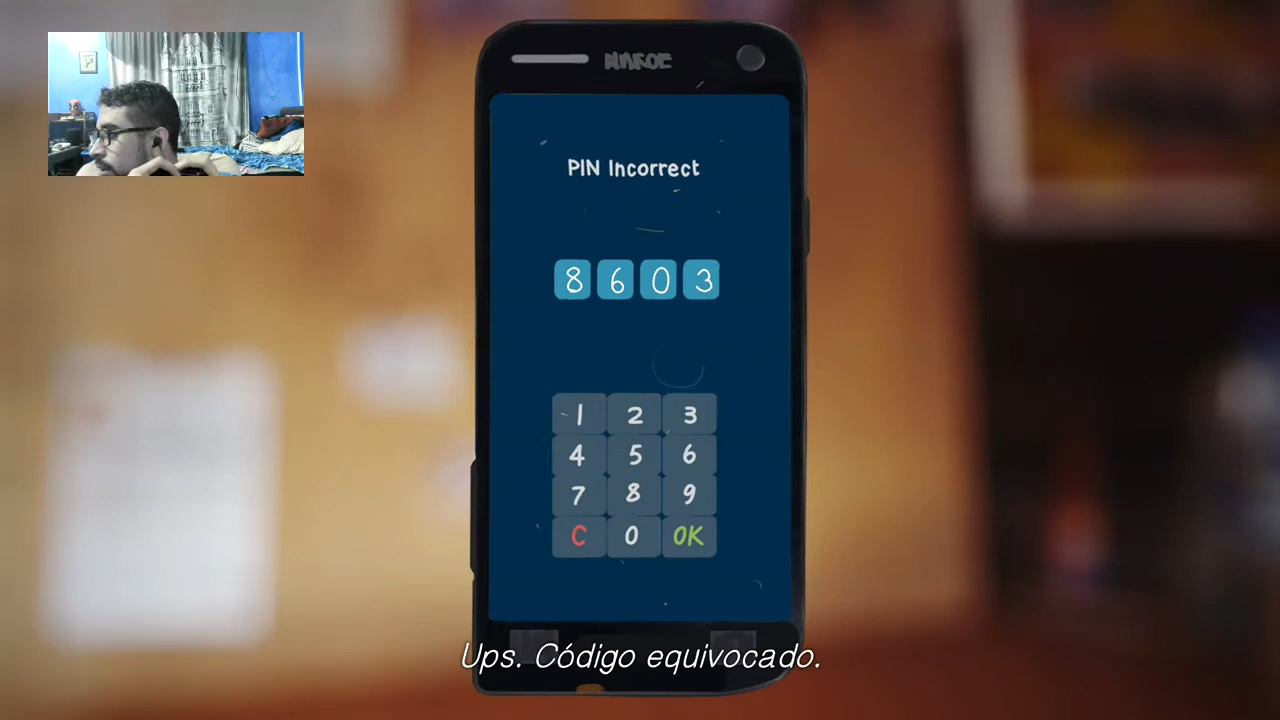 PIN Incorrect
8 6 0 3
1 2 3
4 5 6
7 8 9
C 0 OK
Ups. Código equivocado.